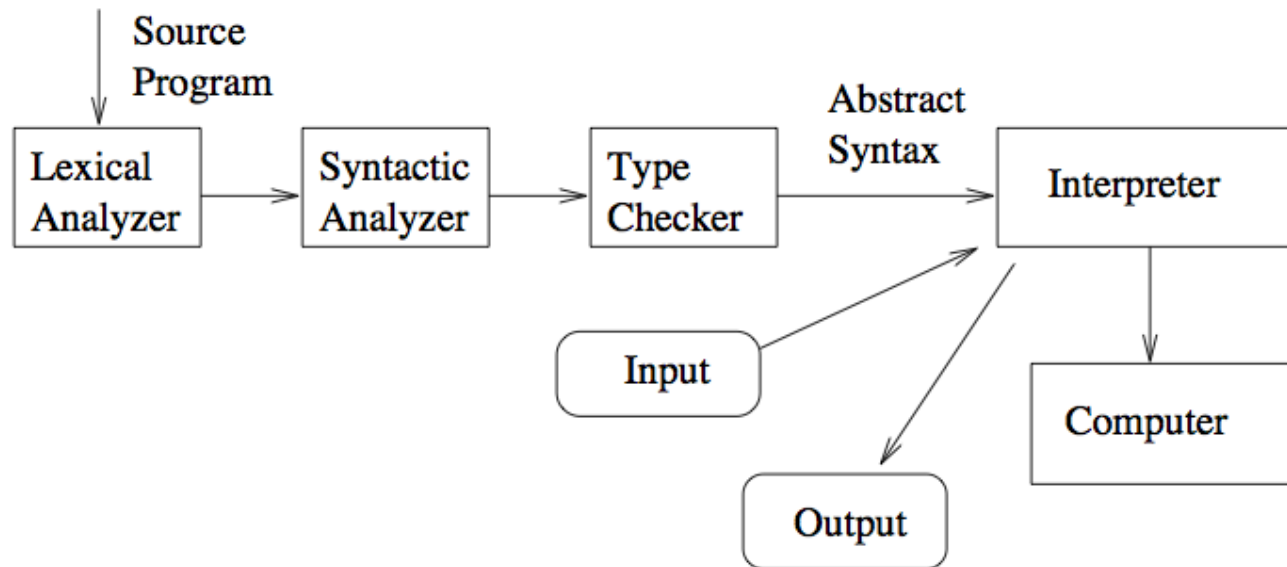 Source
Program
Abstract
Syntax
Lexical
Analyzer
Syntactic
Analyzer
Type
Checker
Interpreter
Input
Computer
Output